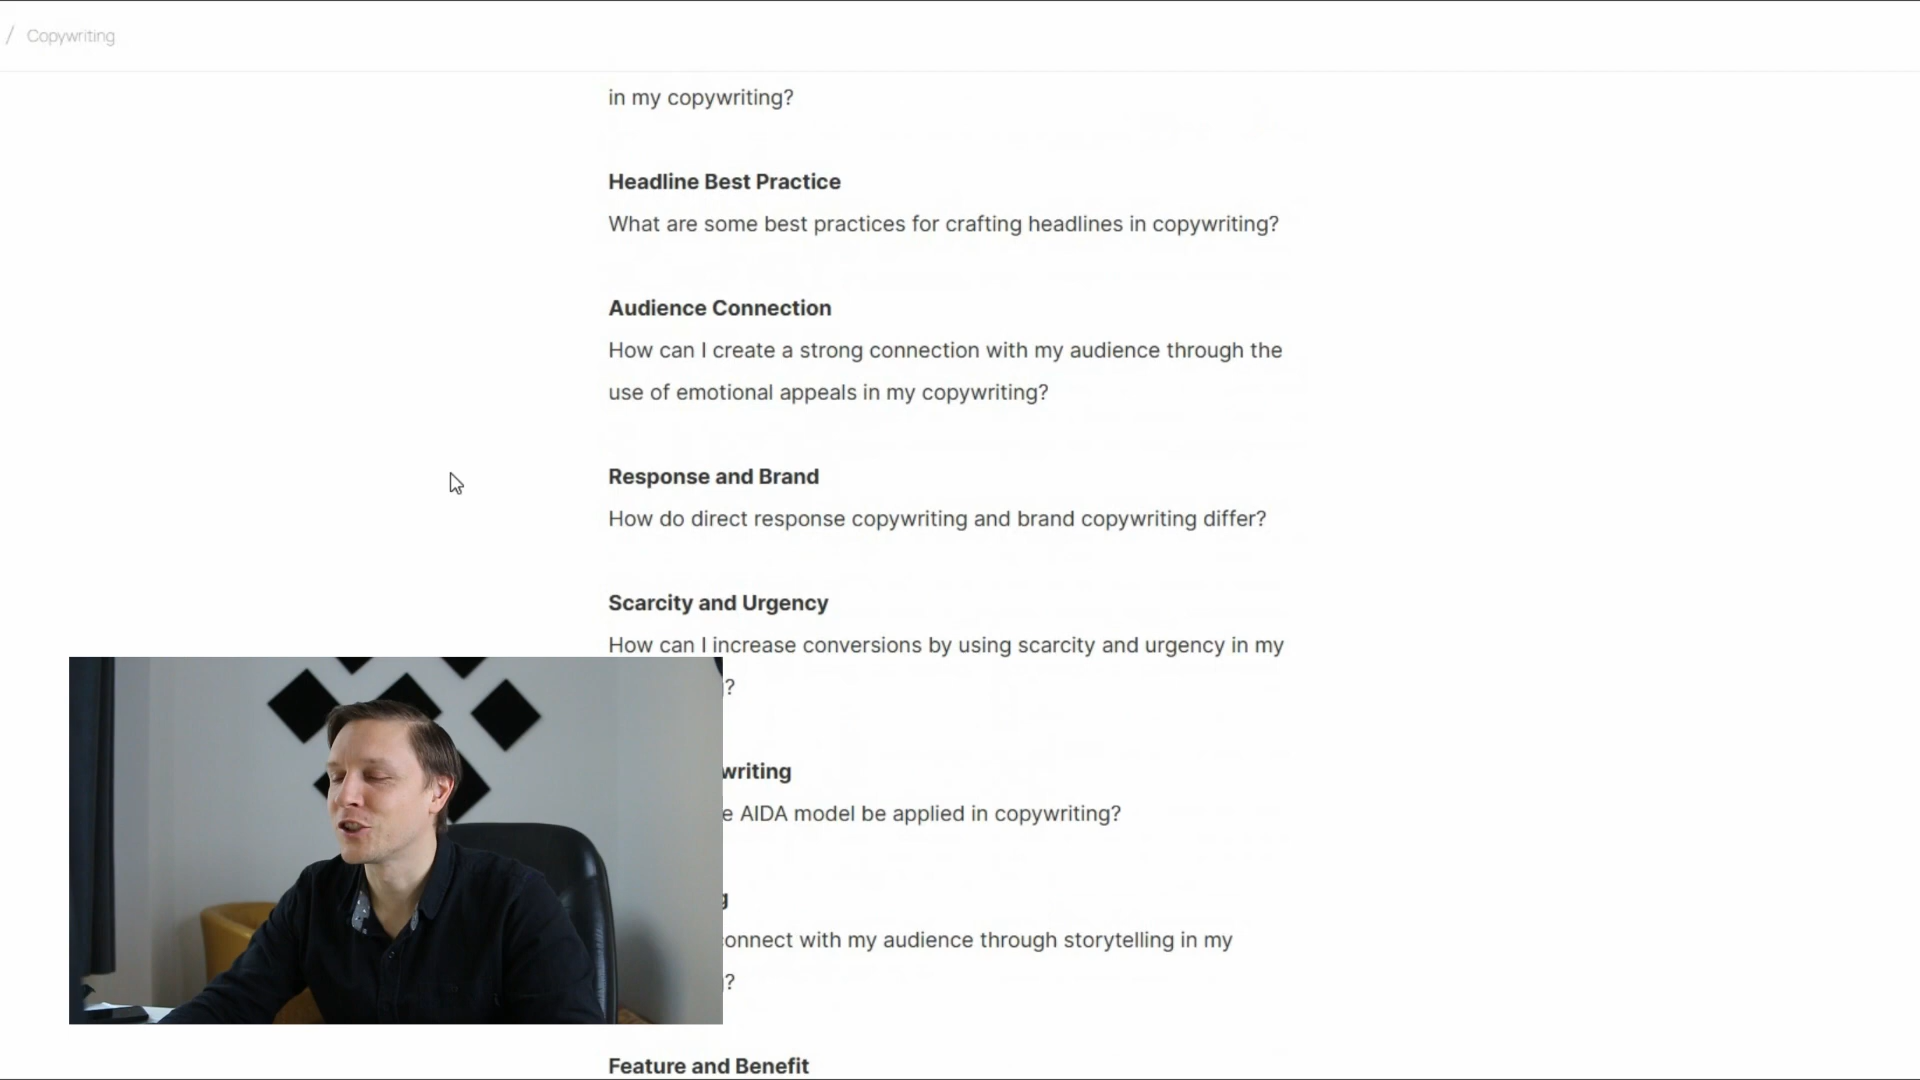 / Copywriting
in my copywriting?
Headline Best Practice
What are some best practices for crafting headlines in copywriting?
Audience Connection
How can I create a strong connection with my audience through the
use of emotional appeals in my copywriting?
Response and Brand
How do direct response copywriting and brand copywriting differ?
Scarcity and Urgency
How can I increase conversions by using scarcity and urgency in my
?
writing
AIDA model be applied in copywriting?
connect with my audience through storytelling in my
?
Feature and Benefit